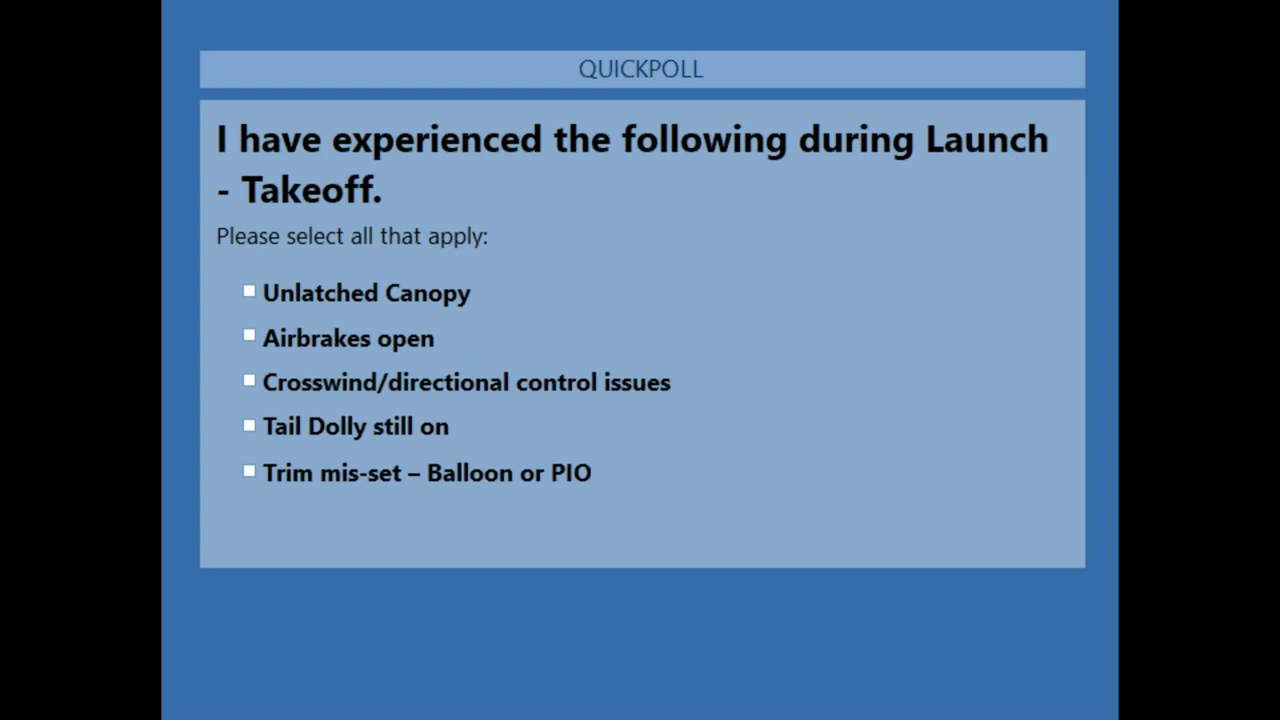 QUICKPOLL
I have experienced the following during Launch
- Takeoff.
Please select all that apply:
Unlatched Canopy
Airbrakes open
Crosswind/directional control issues
Tail Dolly still on
Trim mis-set – Balloon or PIO